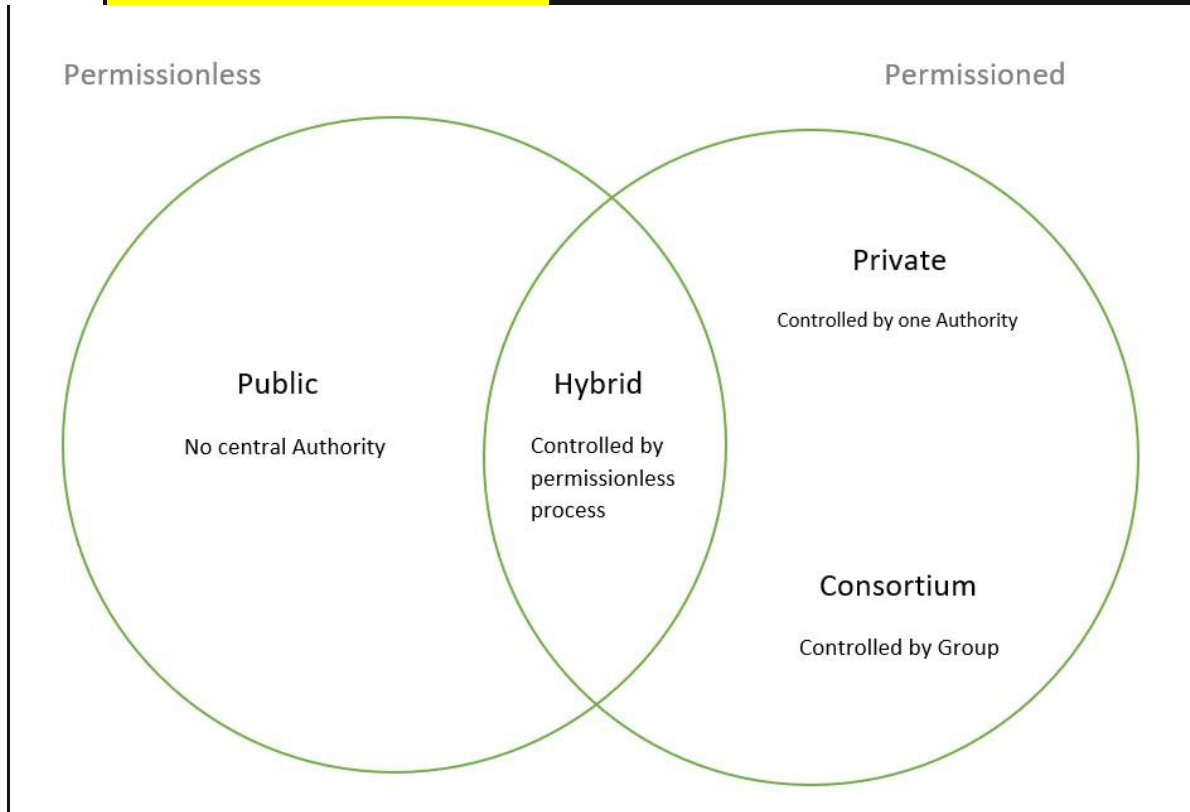 Permissionless
Permissioned
Public
No central Authority
Hybrid
Controlled by
permissionless
process
Private
Controlled by one Authority
Consortium
Controlled by Group